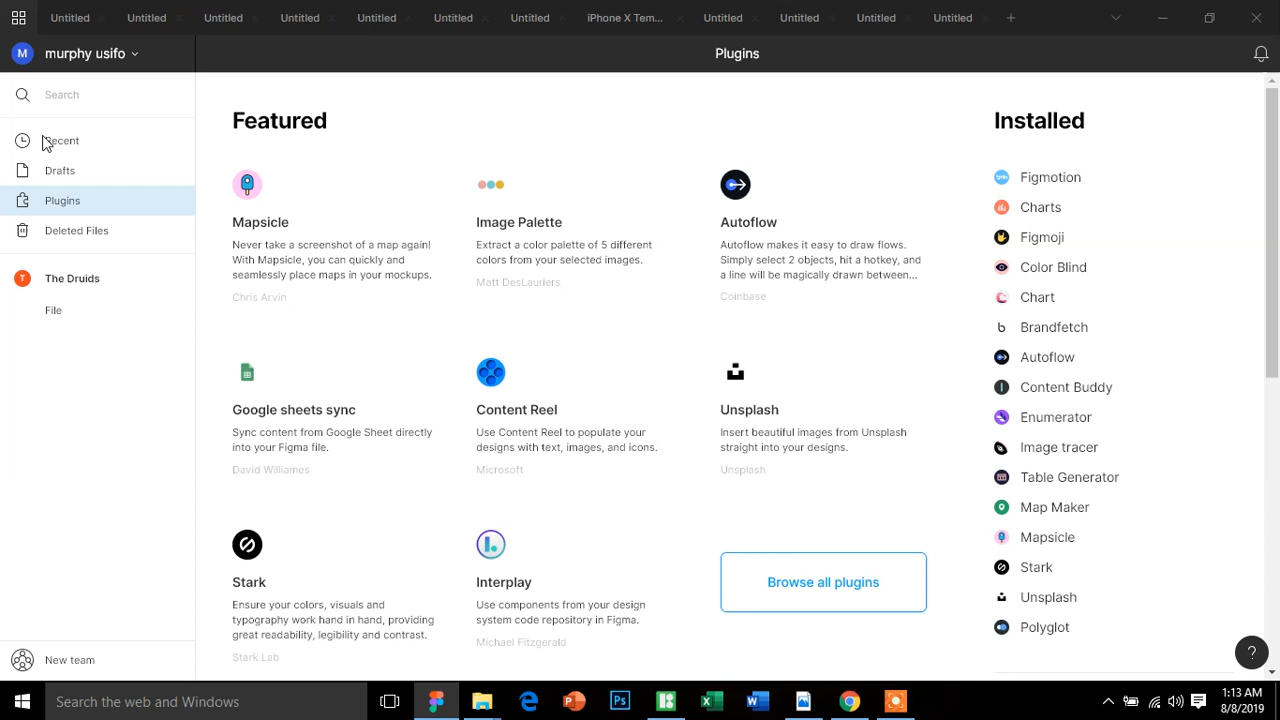 Untitled
Untitled
Untitled
Untitled
Untitled
Untitled
Untitled
iPhone X Tem...
Untitled
Untitled
Untitled
Untitled
M
murphy usifo
Plugins
Search
Recent
Drafts
Plugins
Deleted Files
T
The Druids
File
New team
Featured
Mapsicle
Never take a screenshot of a map again!
With Mapsicle, you can quickly and
seamlessly place maps in your mockups.
Chris Arvin
Image Palette
Extract a color palette of 5 different
colors from your selected images.
Matt DesLauriers
Autoflow
Autoflow makes it easy to draw flows.
Simply select 2 objects, hit a hotkey, and
a line will be magically drawn between...
Coinbase
Google sheets sync
Sync content from Google Sheet directly
into your Figma file.
David Williames
Content Reel
Use Content Reel to populate your
designs with text, images, and icons.
Microsoft
Unsplash
Insert beautiful images from Unsplash
straight into your designs.
Unsplash
Stark
Ensure your colors, visuals and
typography work hand in hand, providing
great readability, legibility and contrast.
Stark Lab
Interplay
Use components from your design
system code repository in Figma.
Michael Fitzgerald
Browse all plugins
Installed
Figmotion
Charts
Figmoji
Color Blind
Chart
Brandfetch
Autoflow
Content Buddy
Enumerator
Image tracer
Table Generator
Map Maker
Mapsicle
Stark
Unsplash
Polyglot
?
Search the web and Windows
1:13 AM
8/8/2019